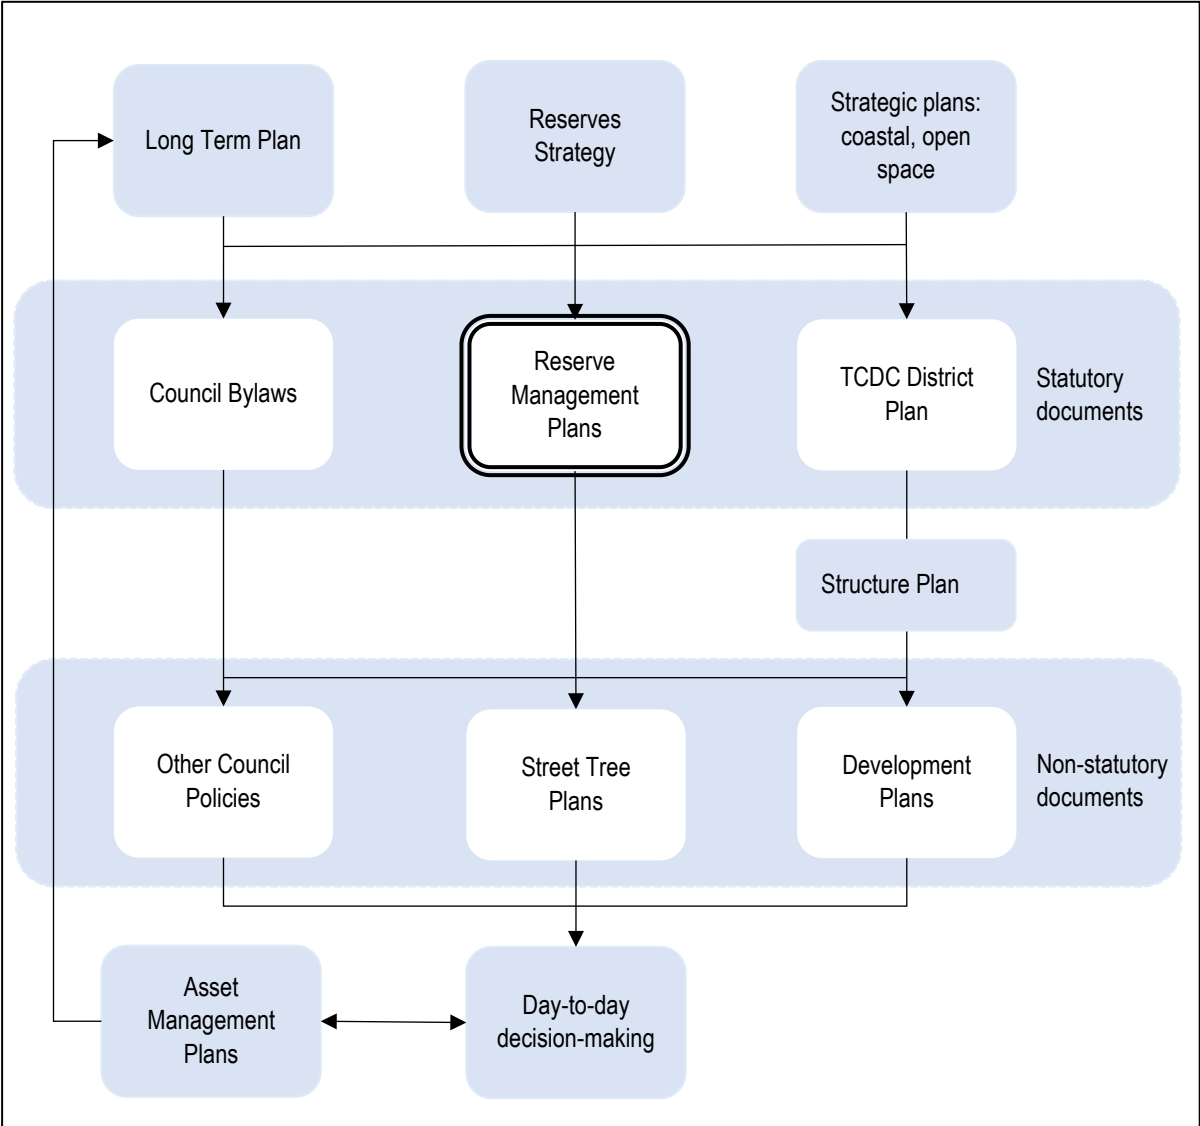 Long Term Plan
Reserves
Strategy
Strategic plans:
coastal, open
space
Council Bylaws
Reserve
Management
Plans
TCDC District
Plan
Statutory
documents
Structure Plan
Other Council
Policies
Street Tree
Plans
Development
Plans
Non-statutory
documents
Asset
Management
Plans
Day-to-day
decision-making